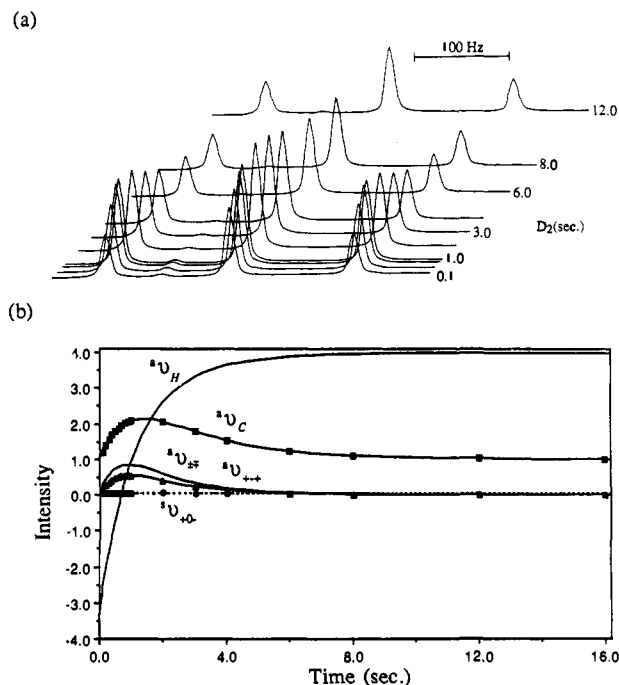 (a)
100 Hz
12.0
8.0
6.0
3.0
D2(sec.)
1.0
0.1
(b)
4.0
3.0
2.0
1.0
0.0
-1.0
-2.0
-3.0
-4.0
Intensity
ᵃυH
ᵃυC
ᵃυ±∓
ᵃυ+-+
ˢυ+0-
0.0 4.0 8.0 12.0 16.0
Time (sec.)